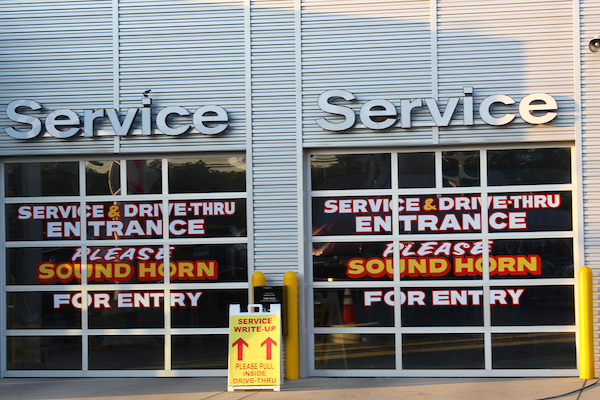 Service
Service
SERVICE & DRIVE-THRU
ENTRANCE
PLEASE
SOUND HORN
FOR ENTRY
SERVICE & DRIVE-THRU
ENTRANCE
PLEASE
SOUND HORN
FOR ENTRY
SERVICE
WRITE-UP
PLEASE PULL
INSIDE
DRIVE-THRU